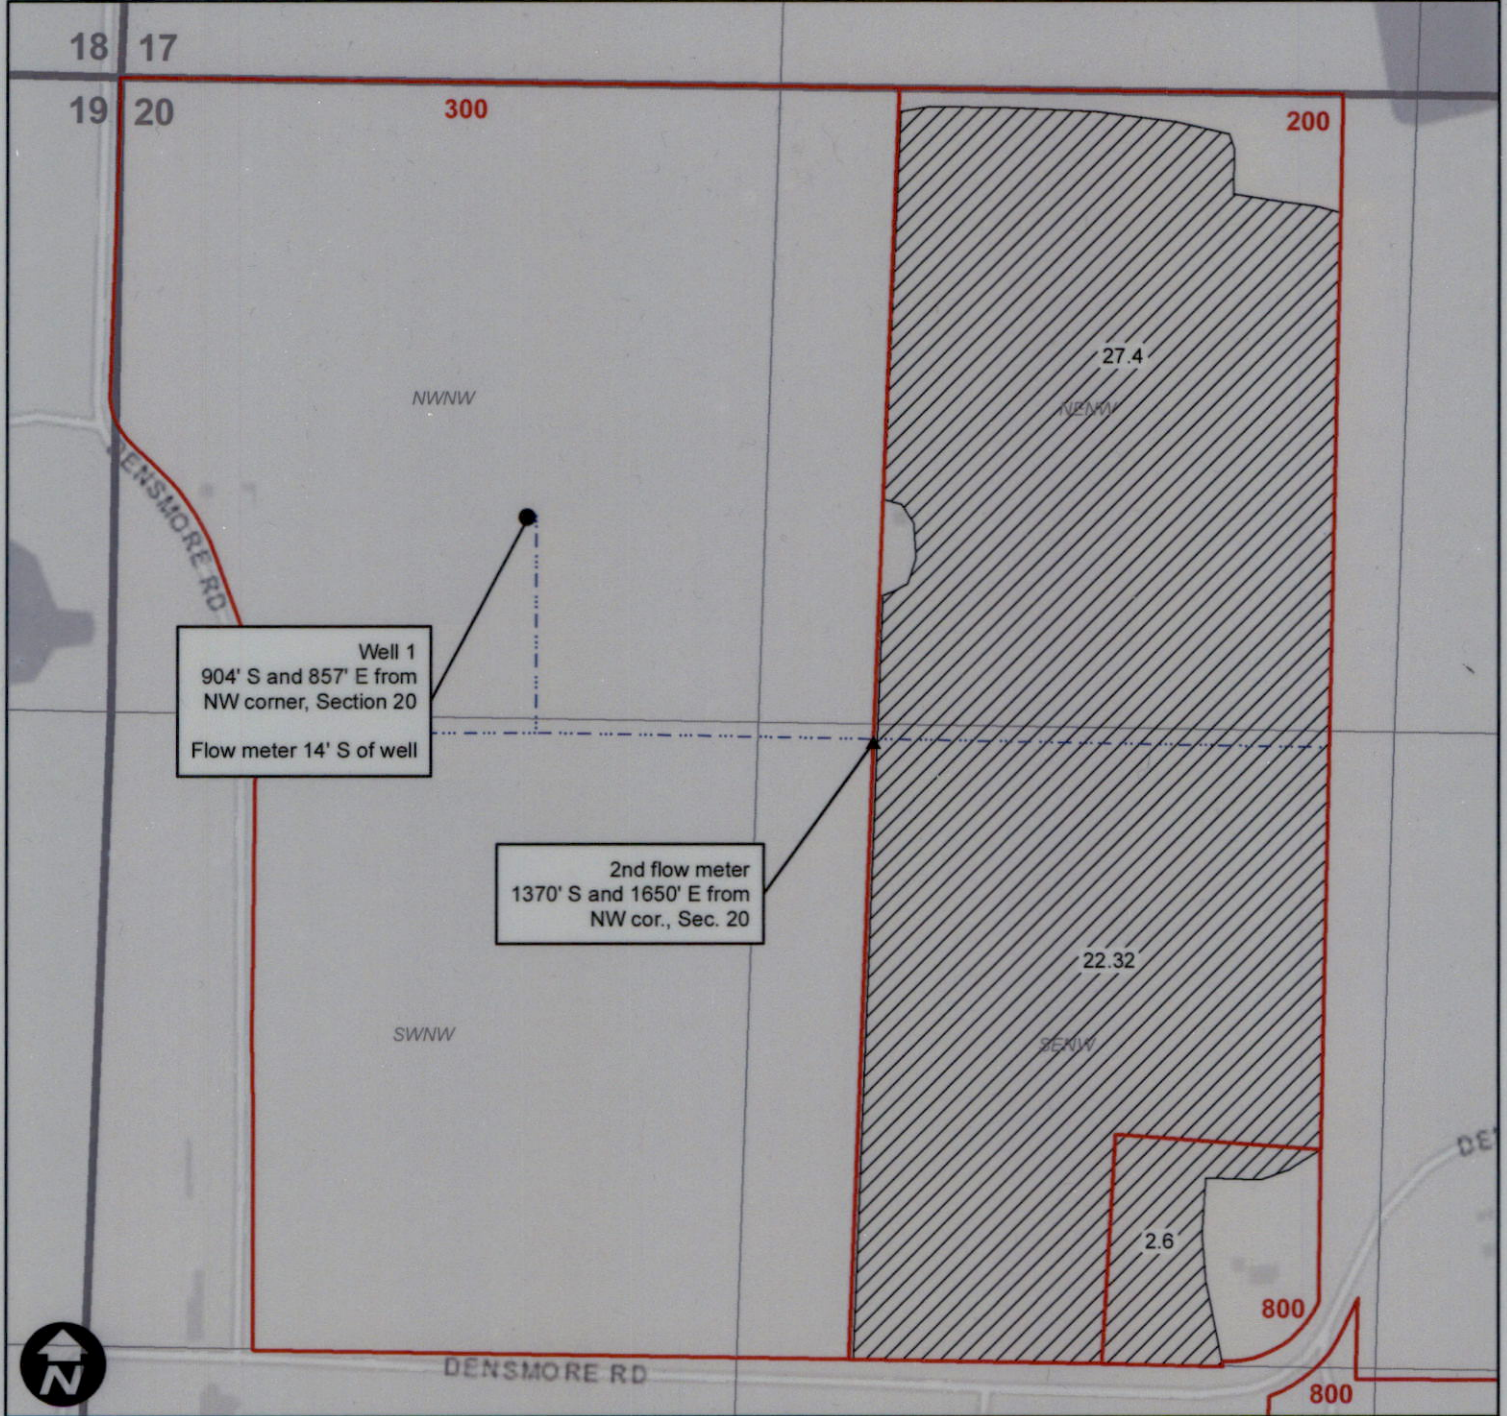 18 17
19 20
300
200
27.4
NWNW
NENW
DENSMORE RD
Well 1
904' S and 857' E from
NW corner, Section 20
Flow meter 14' S of well
2nd flow meter
1370' S and 1650' E from
NW cor., Sec. 20
22.32
SWNW
SENW
2.6
800
N
DENSMORE RD
800